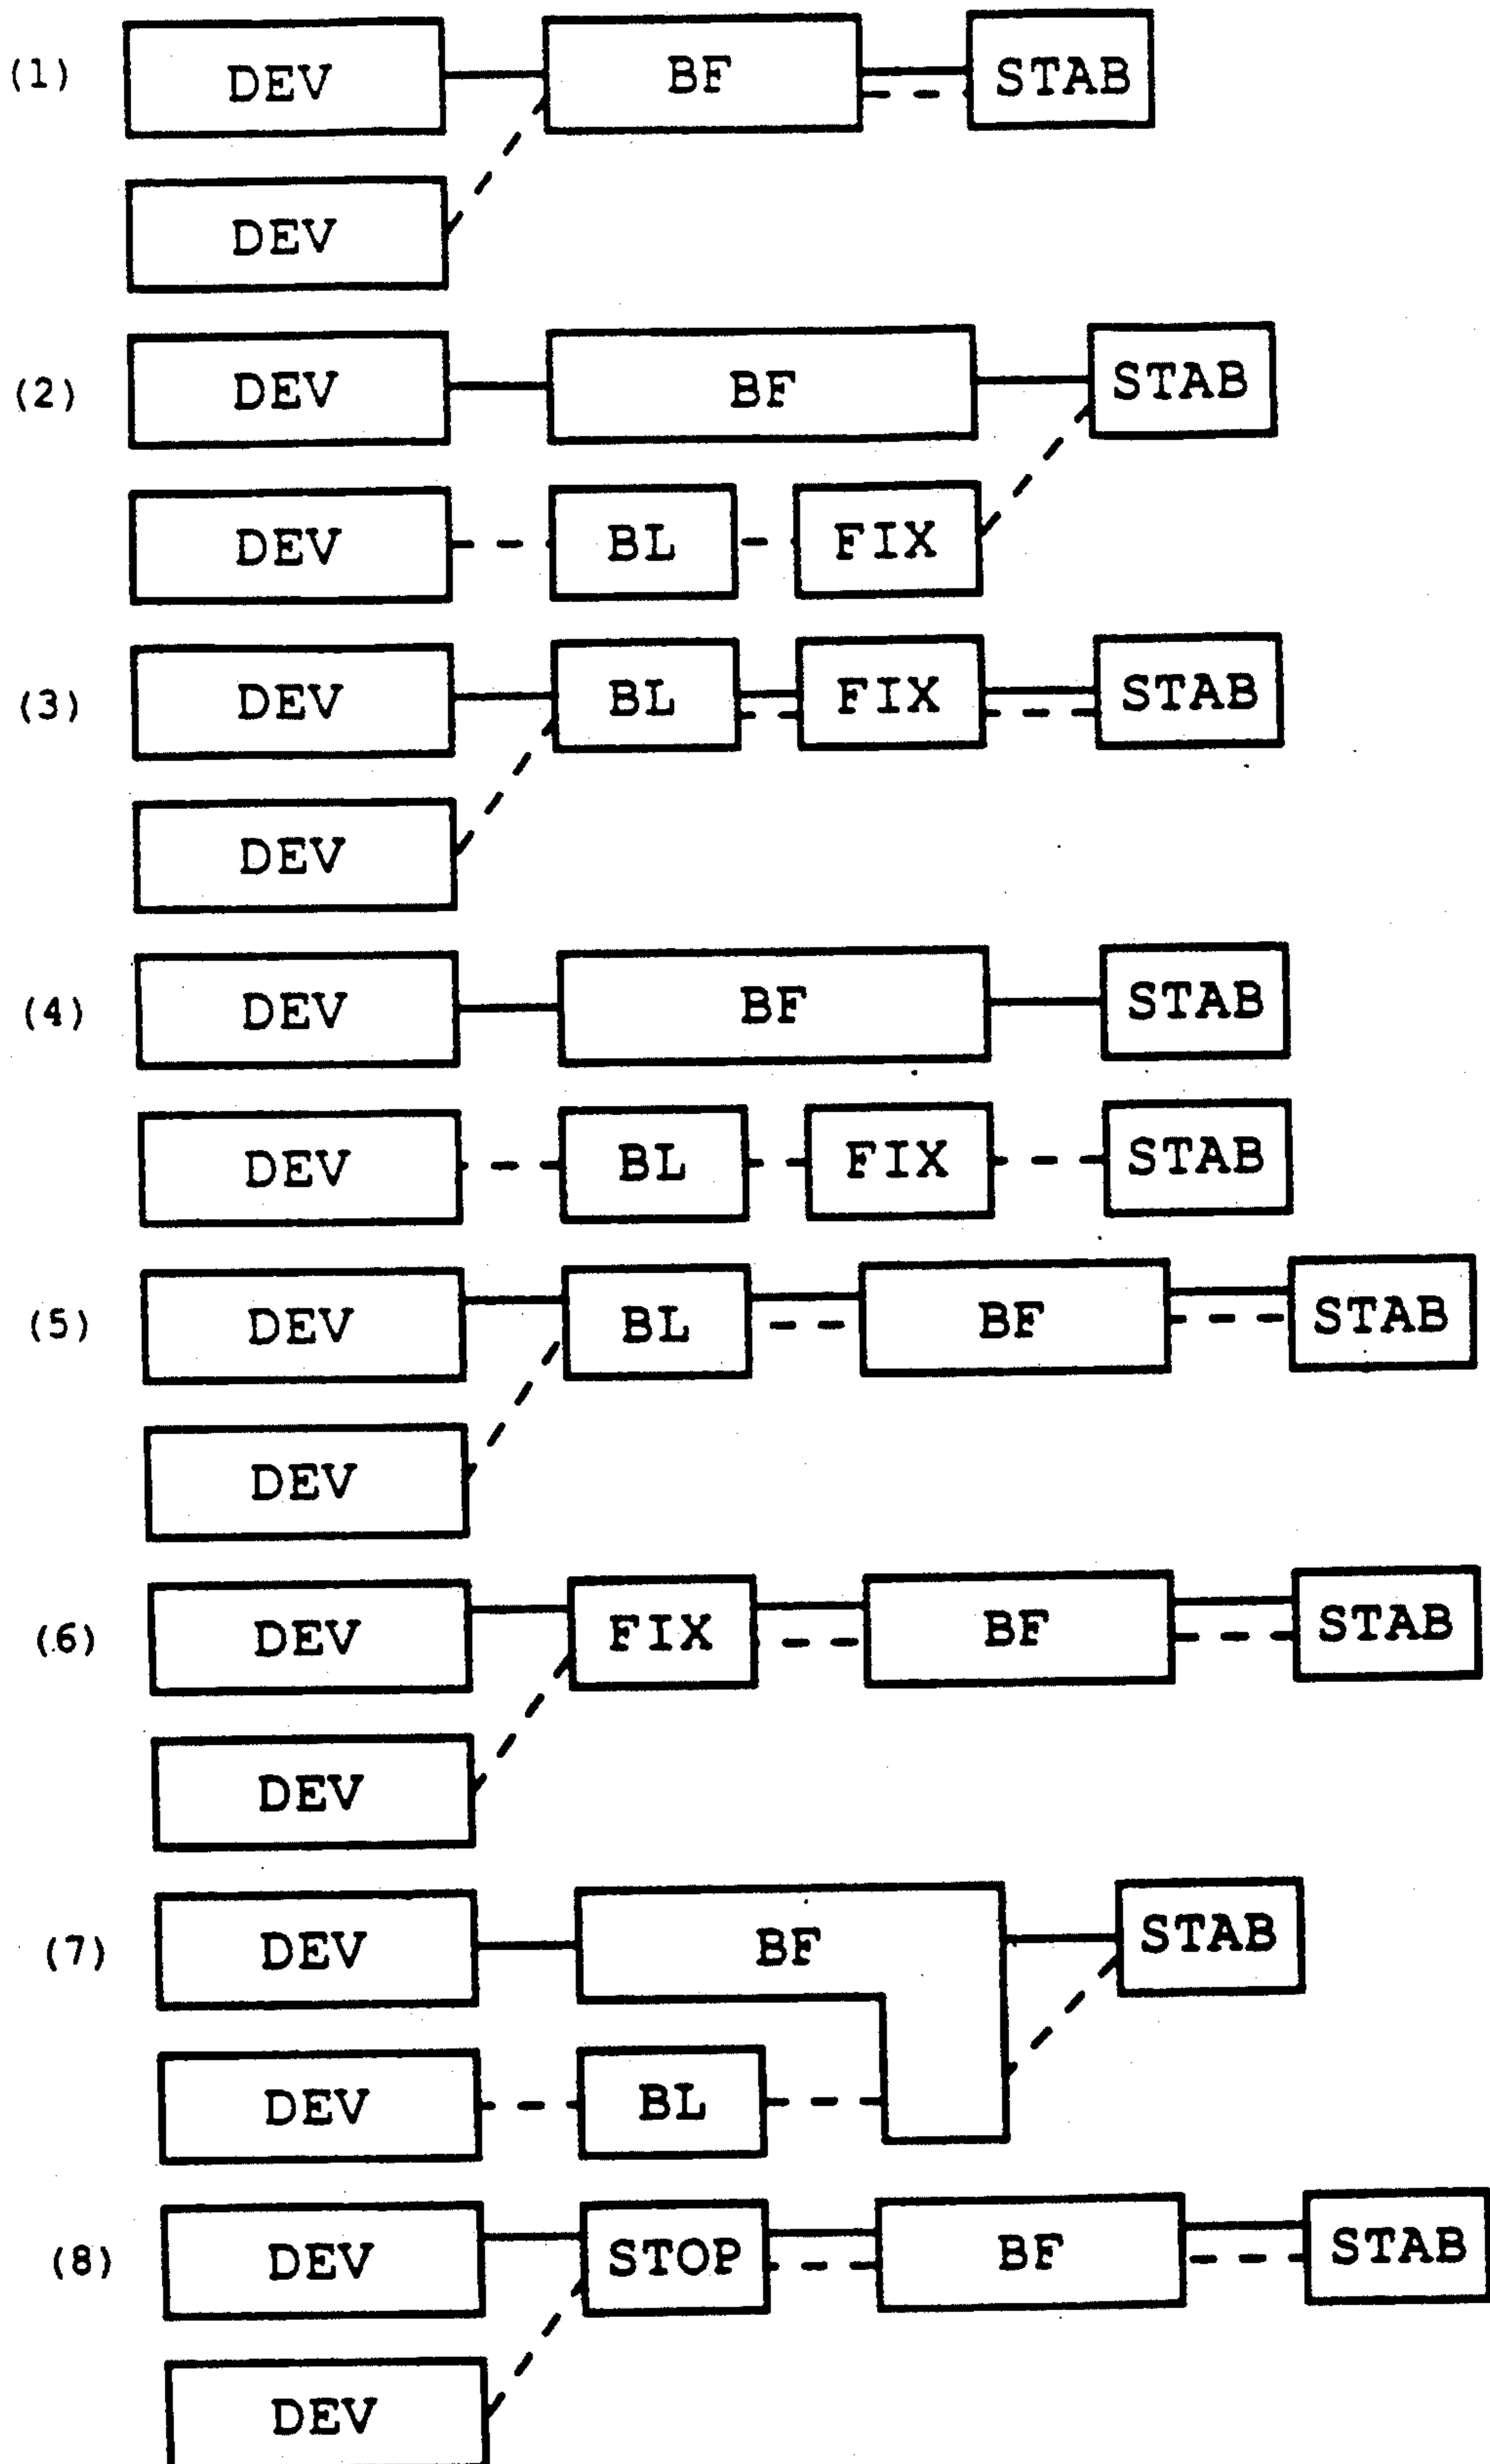 (1) DEV BF STAB
DEV
(2) DEV BF STAB
DEV BL FIX
(3) DEV BL FIX STAB
DEV
(4) DEV BF STAB
DEV BL FIX STAB
(5) DEV BL BF STAB
DEV
(6) DEV FIX BF STAB
DEV
(7) DEV BF STAB
DEV BL
(8) DEV STOP BF STAB
DEV